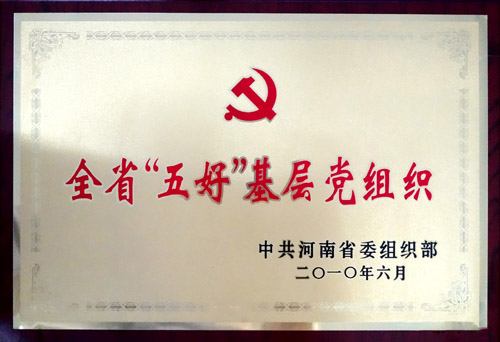 全省“五好”基层党组织
中共河南省委组织部
二〇一〇年六月